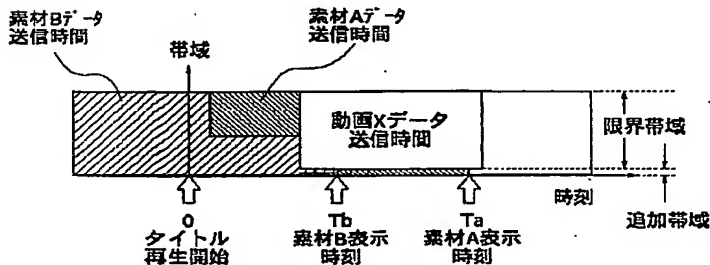 素材Bデータ
送信時間
素材Aデータ
送信時間
帯域
動画Xデータ
送信時間
限界帯域
時刻
追加帯域
0
タイトル
再生開始
Tb
素材B表示
時刻
Ta
素材A表示
時刻